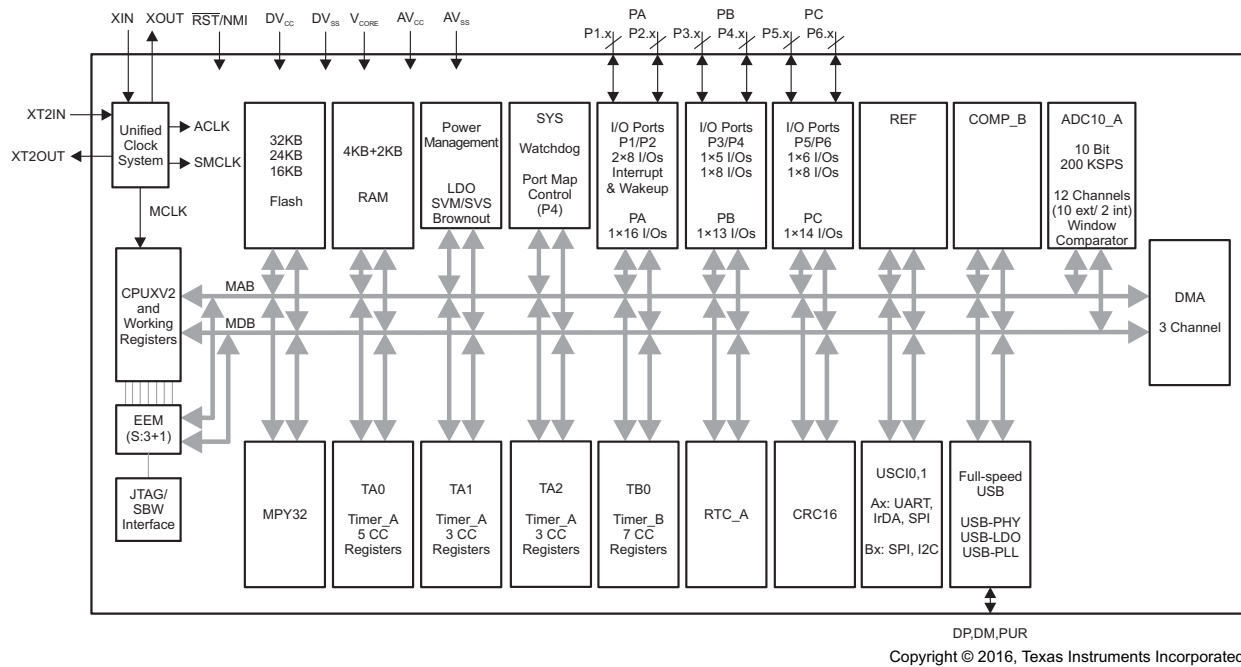 XIN XOUT RST/NMI DVCC DVSS VCORE AVCC AVSS
PA PB PC
P1.x P2.x P3.x P4.x P5.x P6.x
XT2IN
XT2OUT
Unified
Clock
System
ACLK
SMCLK
MCLK
32KB
24KB
16KB
Flash
4KB+2KB
RAM
Power
Management
LDO
SVM/SVS
Brownout
SYS
Watchdog
Port Map
Control
(P4)
I/O Ports
P1/P2
2×8 I/Os
Interrupt
& Wakeup
PA
1×16 I/Os
I/O Ports
P3/P4
1×5 I/Os
1×8 I/Os
PB
1×13 I/Os
I/O Ports
P5/P6
1×6 I/Os
1×8 I/Os
PC
1×14 I/Os
REF
COMP_B
ADC10_A
10 Bit
200 KSPS
12 Channels
(10 ext/ 2 int)
Window
Comparator
CPUXV2
and
Working
Registers
MAB
MDB
DMA
3 Channel
EEM
(S:3+1)
JTAG/
SBW
Interface
MPY32
TA0
Timer_A
5 CC
Registers
TA1
Timer_A
3 CC
Registers
TA2
Timer_A
3 CC
Registers
TB0
Timer_B
7 CC
Registers
RTC_A
CRC16
USCI0,1
Ax: UART,
IrDA, SPI
Bx: SPI, I2C
Full-speed
USB
USB-PHY
USB-LDO
USB-PLL
DP,DM,PUR
Copyright © 2016, Texas Instruments Incorporated